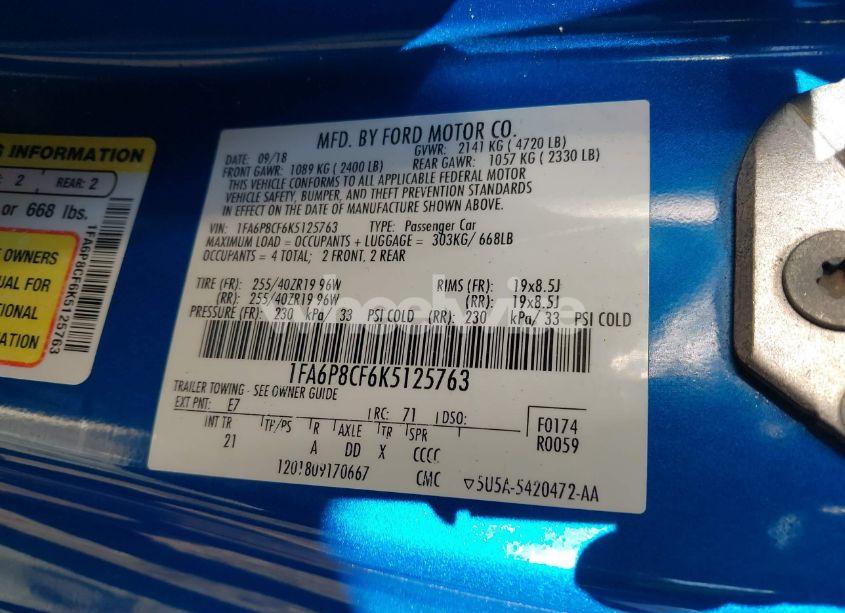 G INFORMATION
: 2 REAR: 2
or 668 lbs.
OWNERS
UAL FOR
TIONAL
MATION
1FA6P8CF6K5125763
MFD. BY FORD MOTOR CO.
DATE: 09/18 GVWR: 2141 KG ( 4720 LB)
FRONT GAWR: 1089 KG ( 2400 LB) REAR GAWR: 1057 KG ( 2330 LB)
THIS VEHICLE CONFORMS TO ALL APPLICABLE FEDERAL MOTOR
VEHICLE SAFETY, BUMPER, AND THEFT PREVENTION STANDARDS
IN EFFECT ON THE DATE OF MANUFACTURE SHOWN ABOVE.
VIN: 1FA6P8CF6K5125763 TYPE: Passenger Car
MAXIMUM LOAD = OCCUPANTS + LUGGAGE = 303KG/ 668LB
OCCUPANTS = 4 TOTAL; 2 FRONT, 2 REAR
TIRE (FR): 255/40ZR19 96W RIMS (FR): 19x8.5J
(RR): 255/40ZR19 96W (RR): 19x8.5J
PRESSURE (FR): 230 kPa/ 33 PSI COLD (RR): 230 kPa/ 33 PSI COLD
1FA6P8CF6K5125763
TRAILER TOWING - SEE OWNER GUIDE
EXT PNT: E7 RC: 71 DSO: F0174
INT TR TP/PS R AXLE TR SPR R0059
21 A DD X CCCC
1201809170667 CMC ▽5U5A-5420472-AA